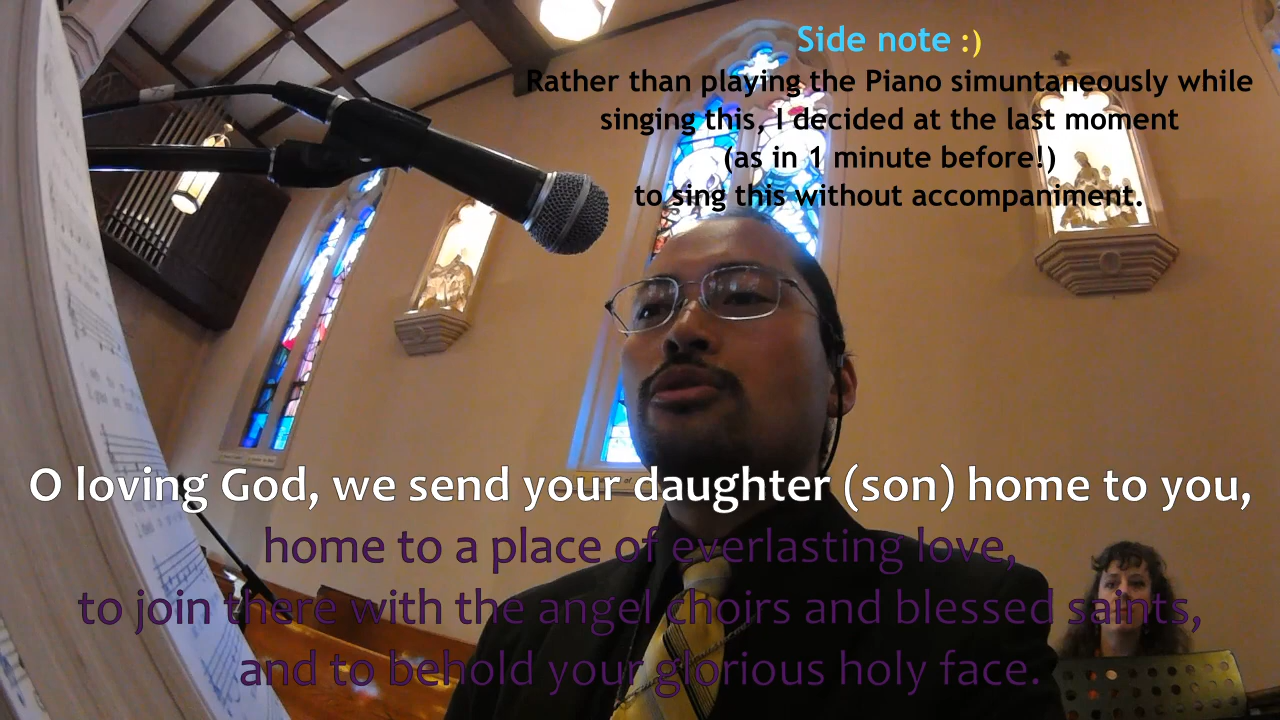 Side note :)
Rather than playing the Piano simuntaneously while
singing this, I decided at the last moment
(as in 1 minute before!)
to sing this without accompaniment.
O loving God, we send your daughter (son) home to you,
home to a place of everlasting love,
to join there with the angel choirs and blessed saints,
and to behold your glorious holy face.